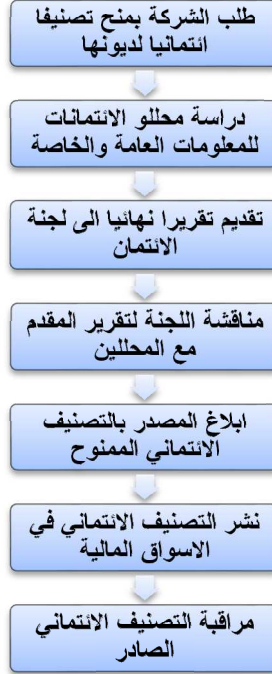 طلب الشركة بمنح تصنيفا
ائتمانيا لديونها
دراسة محللو الائتمانات
للمعلومات العامة والخاصة
تقديم تقريرا نهائيا الى لجنة
الائتمان
مناقشة اللجنة لتقرير المقدم
مع المحللين
ابلاغ المصدر بالتصنيف
الائتماني الممنوح
نشر التصنيف الائتماني في
الاسواق المالية
مراقبة التصنيف الائتماني
الصادر